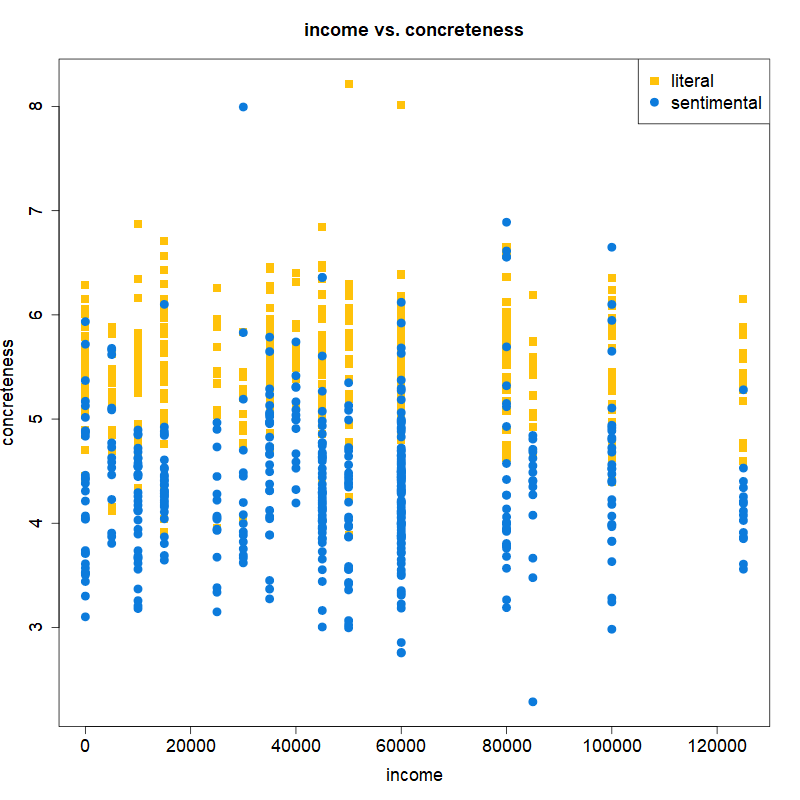 income vs. concreteness
literal
sentimental
8
7
6
5
4
3
concreteness
0 20000 40000 60000 80000 100000 120000
income